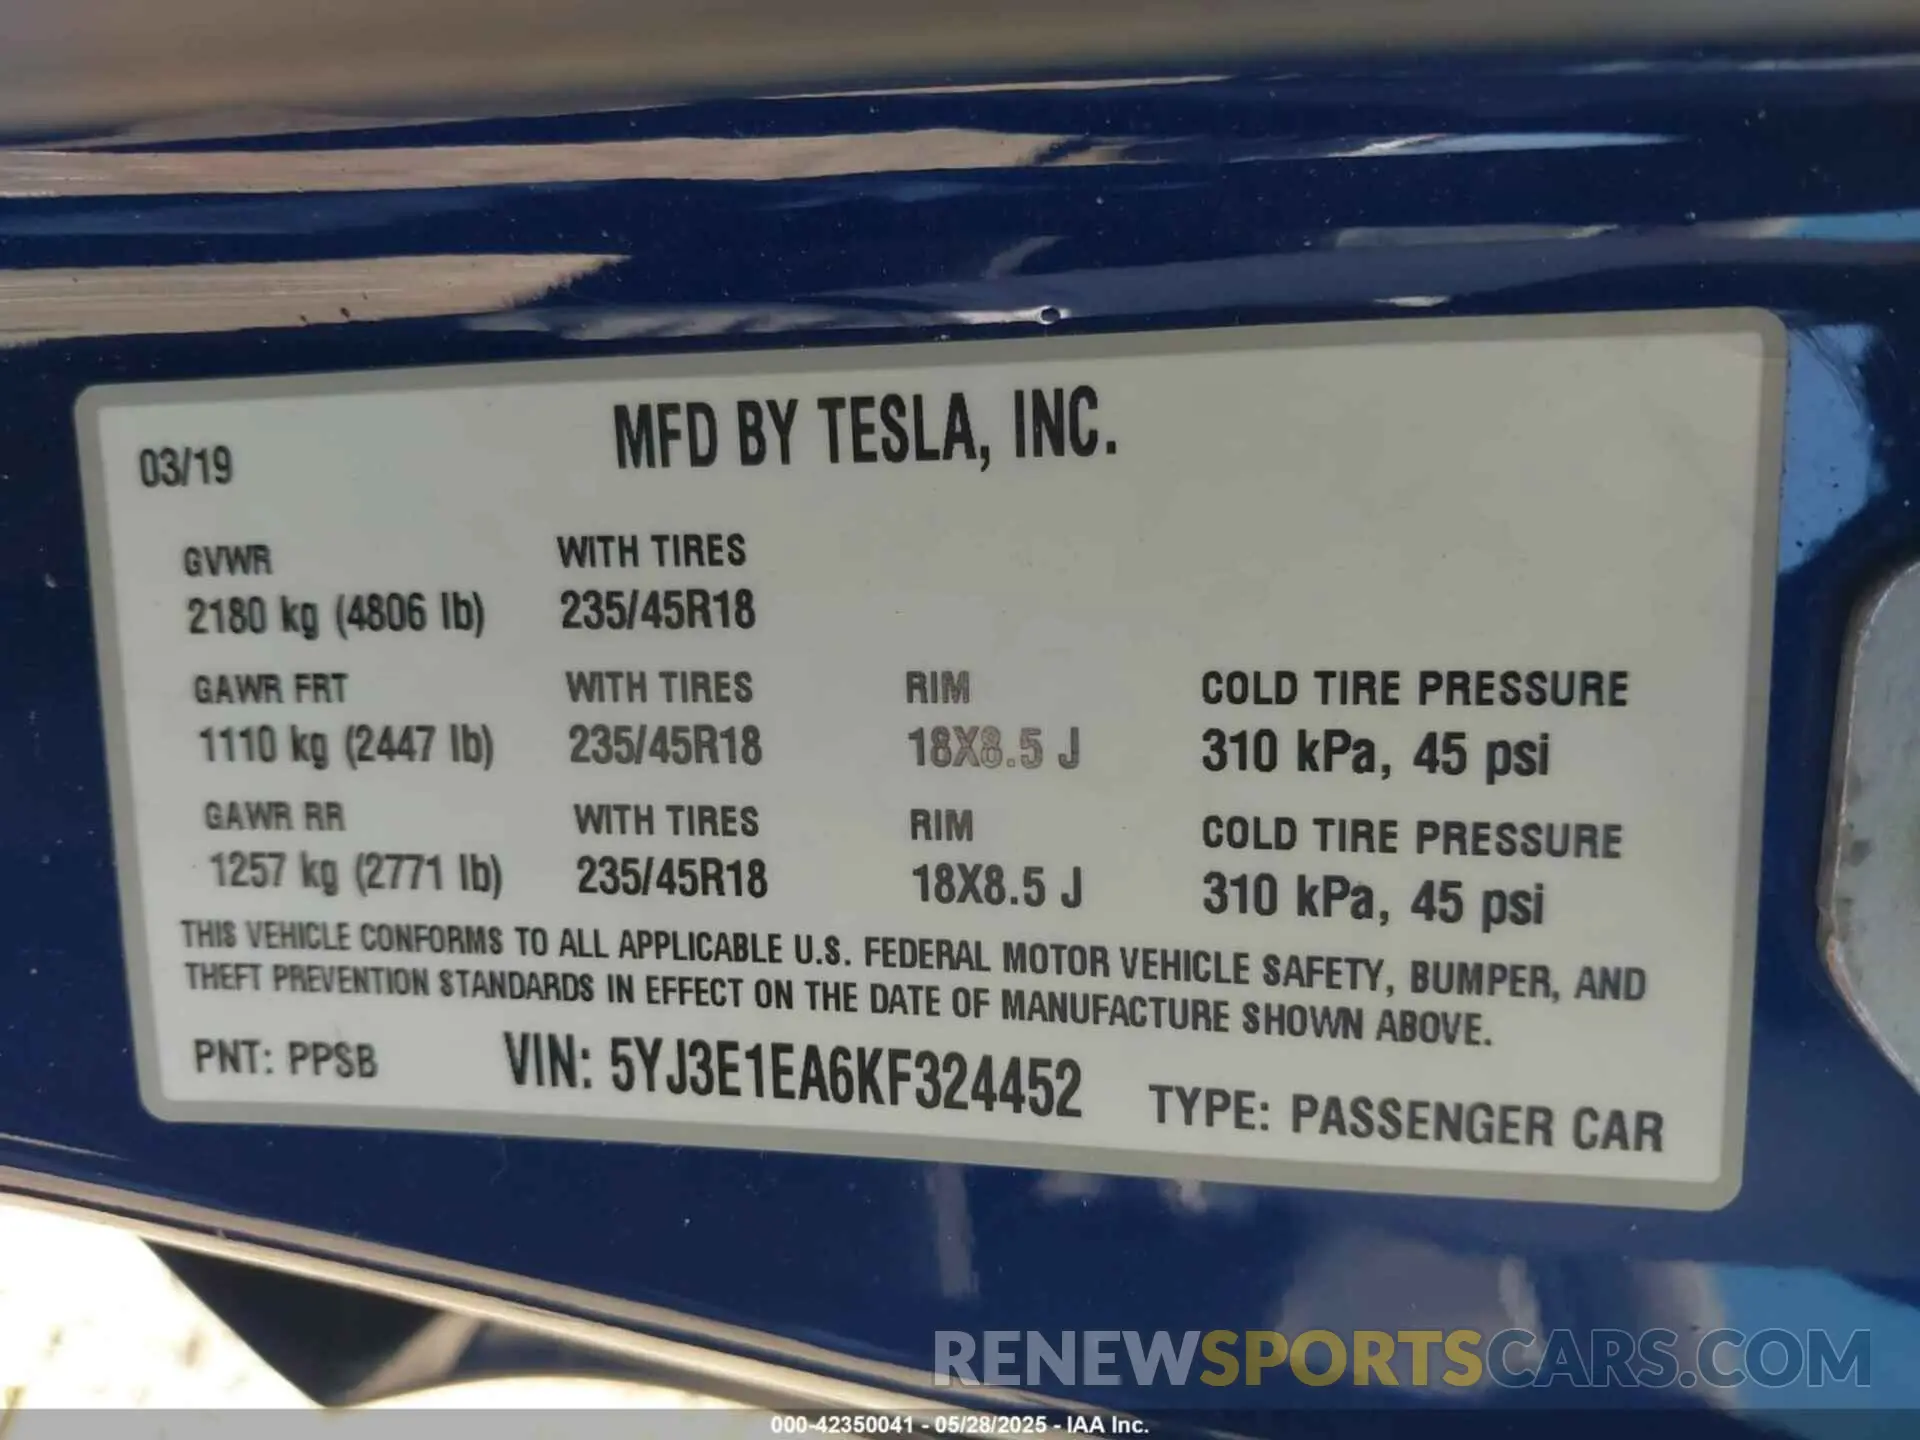 MFD BY TESLA, INC.
03/19
GVWR WITH TIRES
2180 kg (4806 lb) 235/45R18
GAWR FRT WITH TIRES RIM COLD TIRE PRESSURE
1110 kg (2447 lb) 235/45R18 18X8.5 J 310 kPa, 45 psi
GAWR RR WITH TIRES RIM COLD TIRE PRESSURE
1257 kg (2771 lb) 235/45R18 18X8.5 J 310 kPa, 45 psi
THIS VEHICLE CONFORMS TO ALL APPLICABLE U.S. FEDERAL MOTOR VEHICLE SAFETY, BUMPER, AND
THEFT PREVENTION STANDARDS IN EFFECT ON THE DATE OF MANUFACTURE SHOWN ABOVE.
PNT: PPSB VIN: 5YJ3E1EA6KF324452 TYPE: PASSENGER CAR
RENEWSPORTSCARS.COM
000-42350041 - 05/28/2025 - IAA Inc.